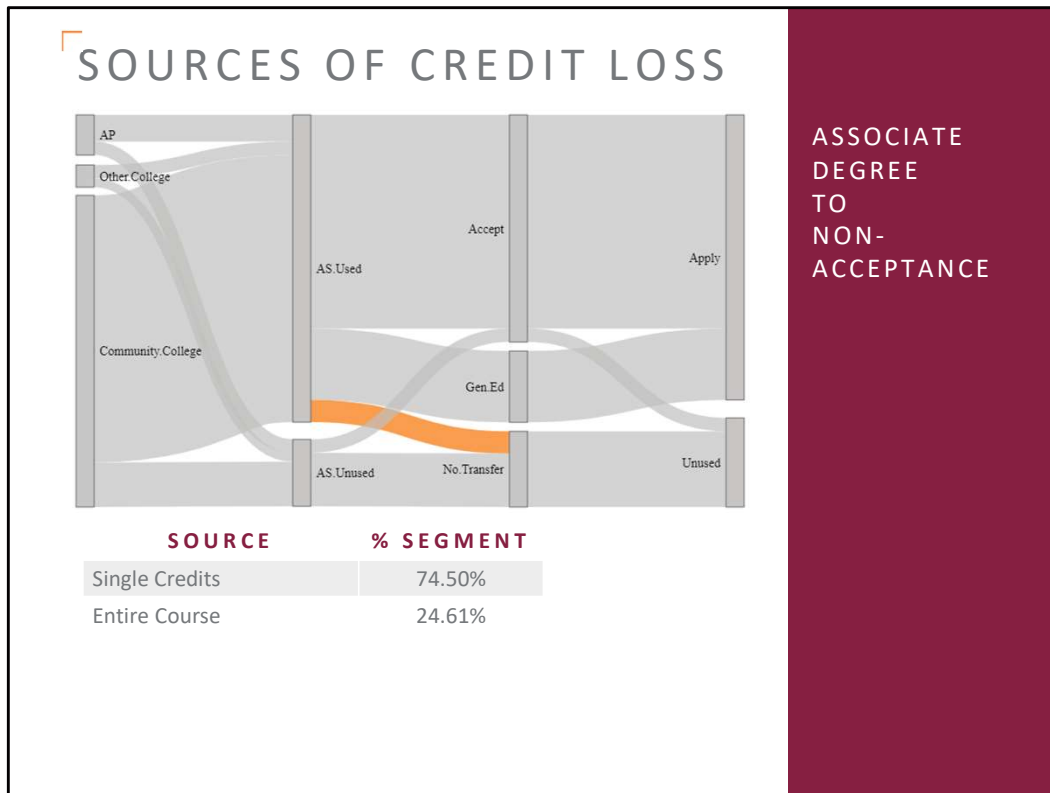 SOURCES OF CREDIT LOSS
AP
Other.College
Community.College
AS.Used
AS.Unused
Accept
Gen.Ed
No.Transfer
Apply
Unused
SOURCE % SEGMENT
Single Credits 74.50%
Entire Course 24.61%
ASSOCIATE
DEGREE
TO
NON-
ACCEPTANCE